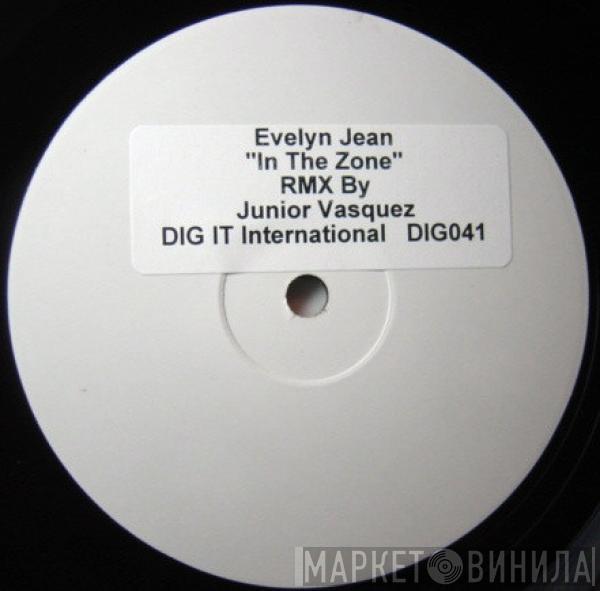 Evelyn Jean
"In The Zone"
RMX By
Junior Vasquez
DIG IT International DIG041
МАРКЕТ ВИНИЛА